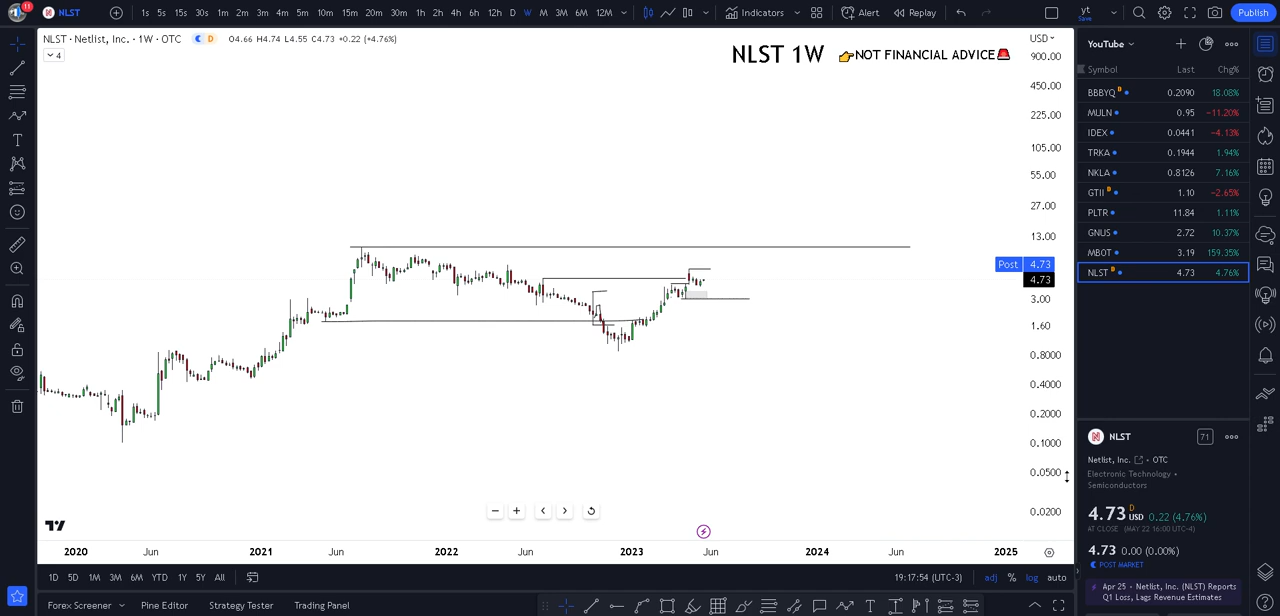 11 NLST 1s 5s 15s 30s 1m 2m 3m 4m 5m 10m 15m 20m 30m 1h 2h 4h 6h 12h D W M 3M 6M 12M Indicators Alert Replay yt Save Publish
NLST · Netlist, Inc. · 1W · OTC D O4.66 H4.74 L4.55 C4.73 +0.22 (+4.76%)
4
NLST 1W 👉NOT FINANCIAL ADVICE🚨
USD
900.00
450.00
225.00
105.00
55.00
27.00
13.00
Post 4.73
4.73
3.00
1.60
0.8000
0.4000
0.2000
0.1000
0.0500
0.0200
2020 Jun 2021 Jun 2022 Jun 2023 Jun 2024 Jun 2025
1D 5D 1M 3M 6M YTD 1Y 5Y All 19:17:54 (UTC-3) adj % log auto
Forex Screener Pine Editor Strategy Tester Trading Panel
YouTube
Symbol Last Chg%
BBBYQ D 0.2090 18.08%
MULN 0.95 −11.20%
IDEX 0.0441 −4.13%
TRKA 0.1944 1.94%
NKLA 0.8126 7.16%
GTII D 1.10 −2.65%
PLTR 11.84 1.11%
GNUS 2.72 10.37%
MBOT 3.19 159.35%
NLST D 4.73 4.76%
NLST 71
Netlist, Inc. • OTC
Electronic Technology •
Semiconductors
4.73 D USD 0.22 (4.76%)
AT CLOSE (MAY 22 16:00 UTC-4)
4.73 0.00 (0.00%)
POST MARKET
Apr 25 • Netlist, Inc. (NLST) Reports
Q1 Loss, Lags Revenue Estimates